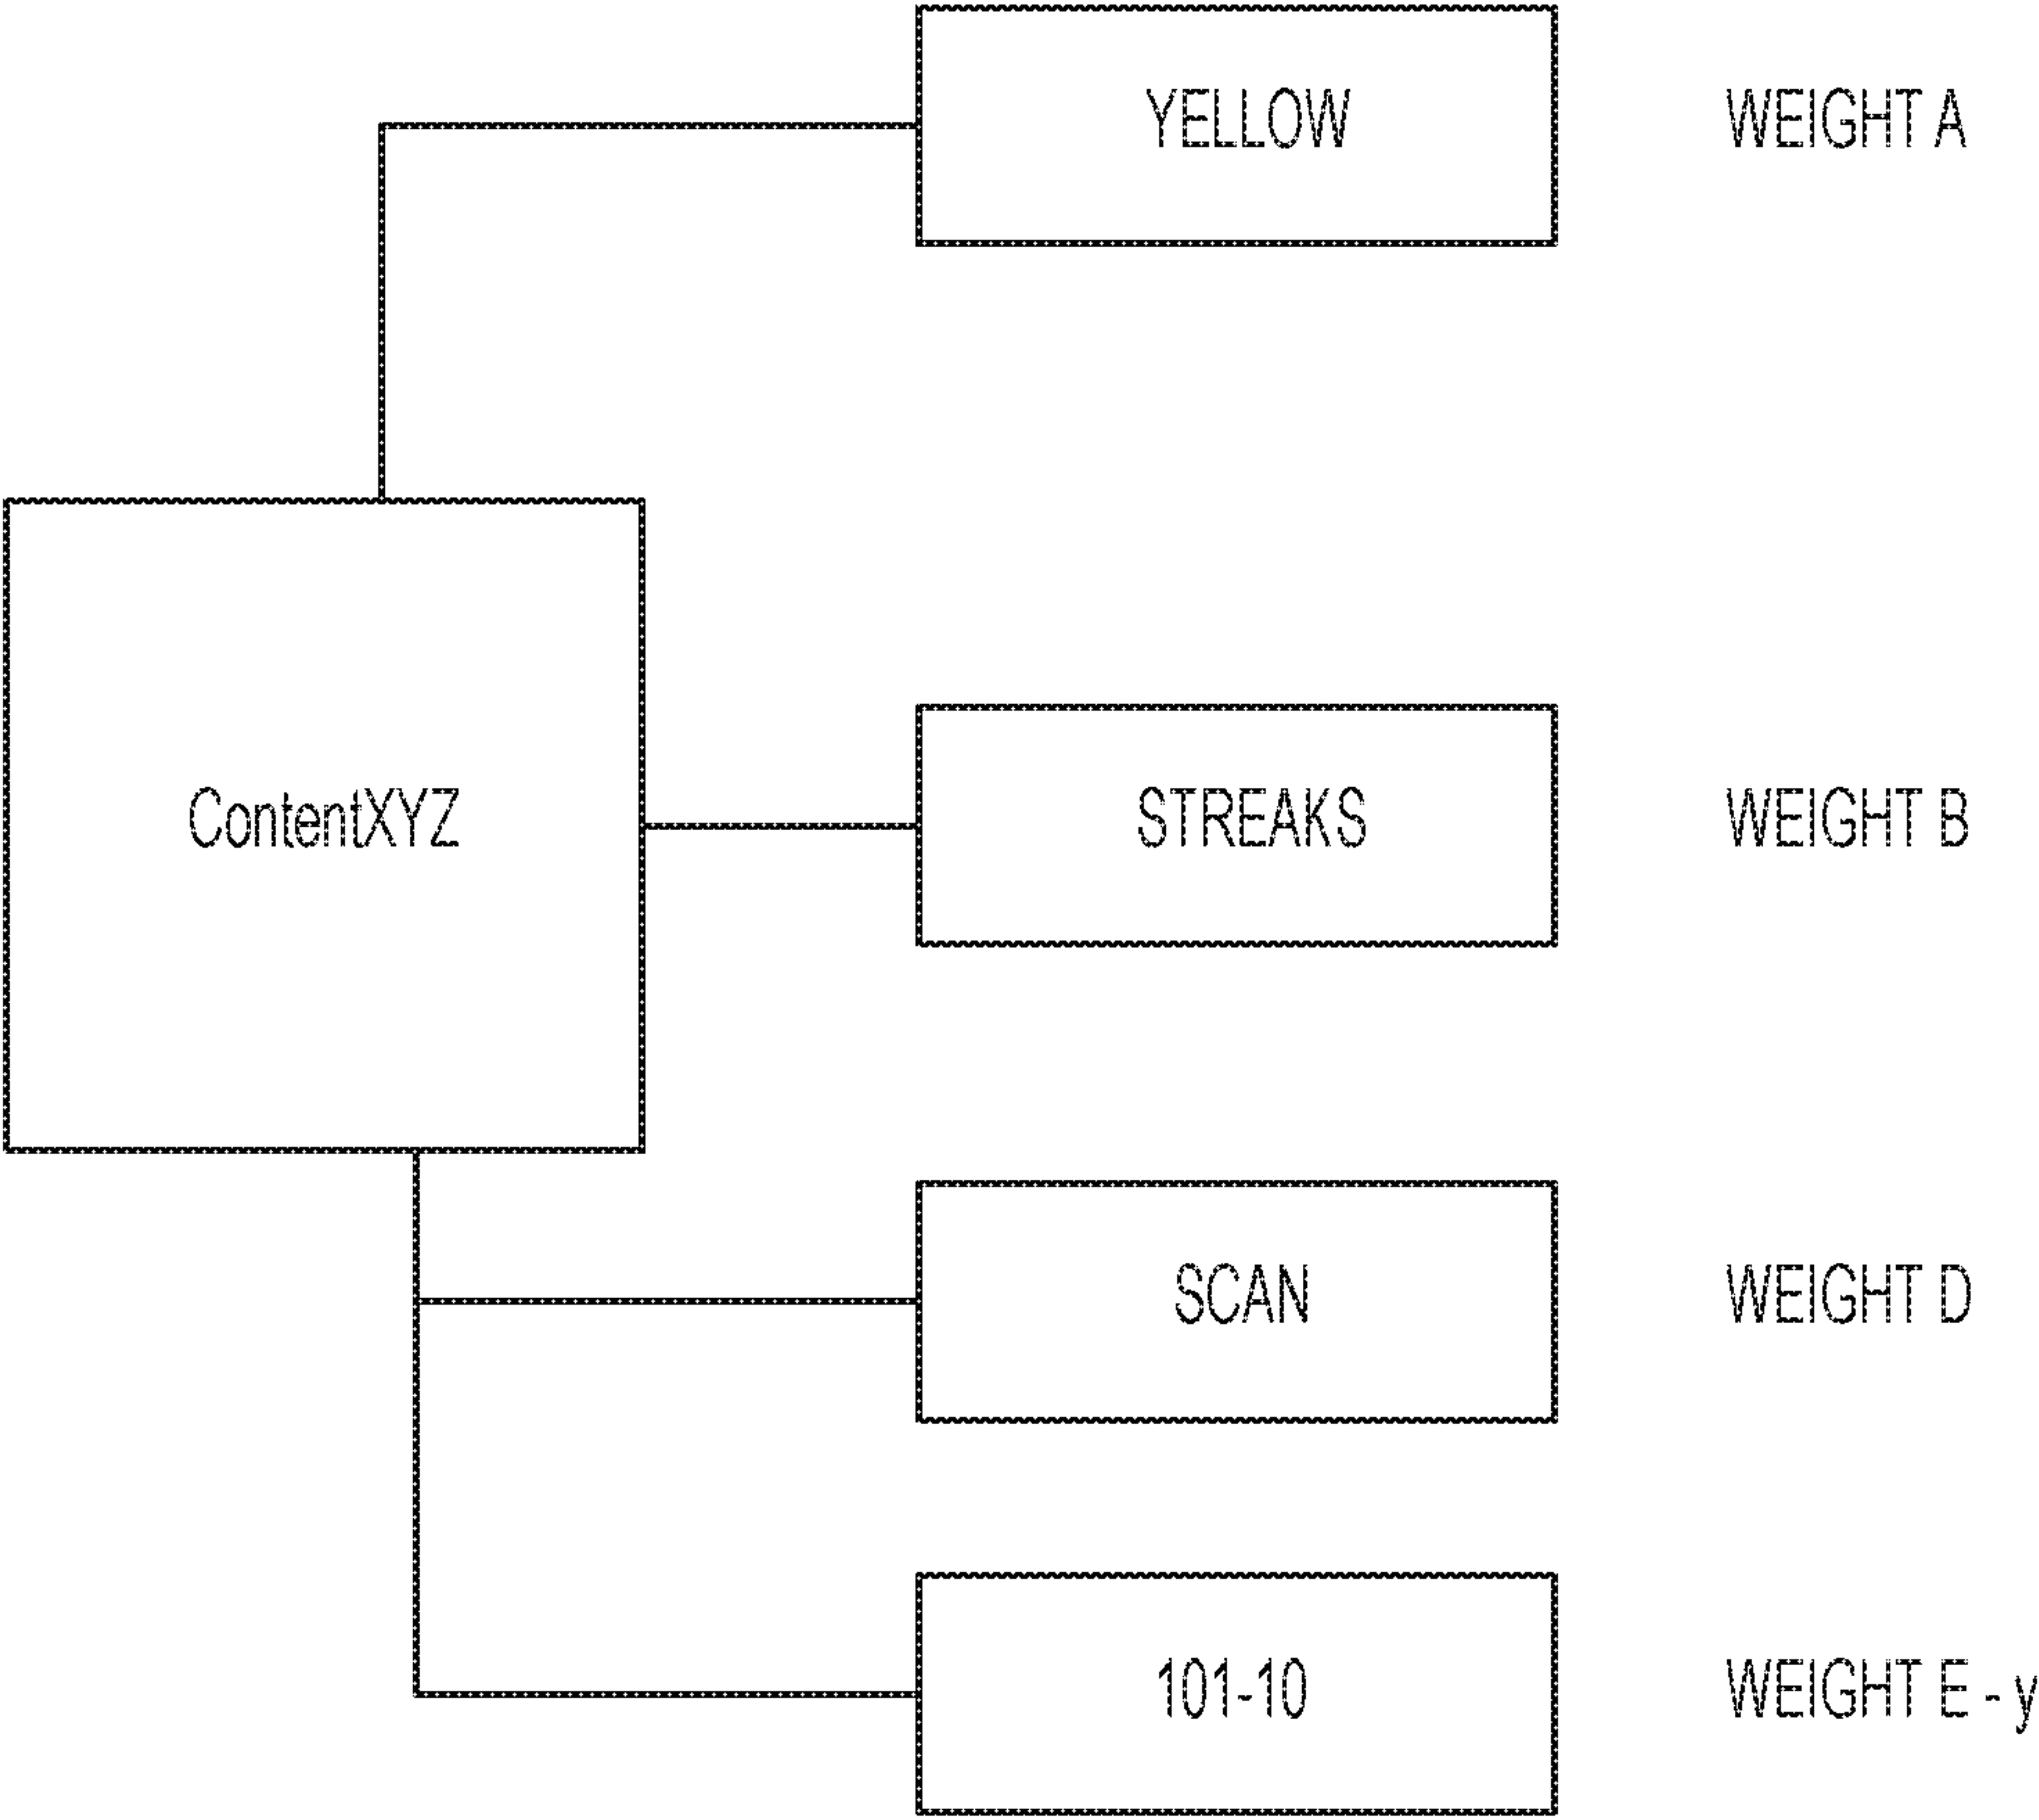 YELLOW WEIGHT A
ContentXYZ STREAKS WEIGHT B
SCAN WEIGHT D
101-10 WEIGHT E - y